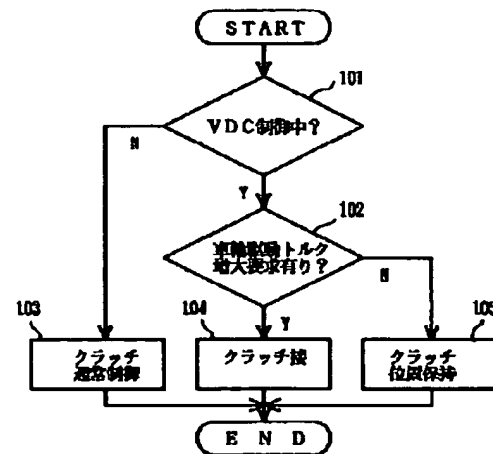 START
101
VDC制御中?
N
Y
102
車輪駆動トルク
増大要求有り?
N
103
104
Y
105
クラッチ
通常制御
クラッチ接
クラッチ
位置保持
END